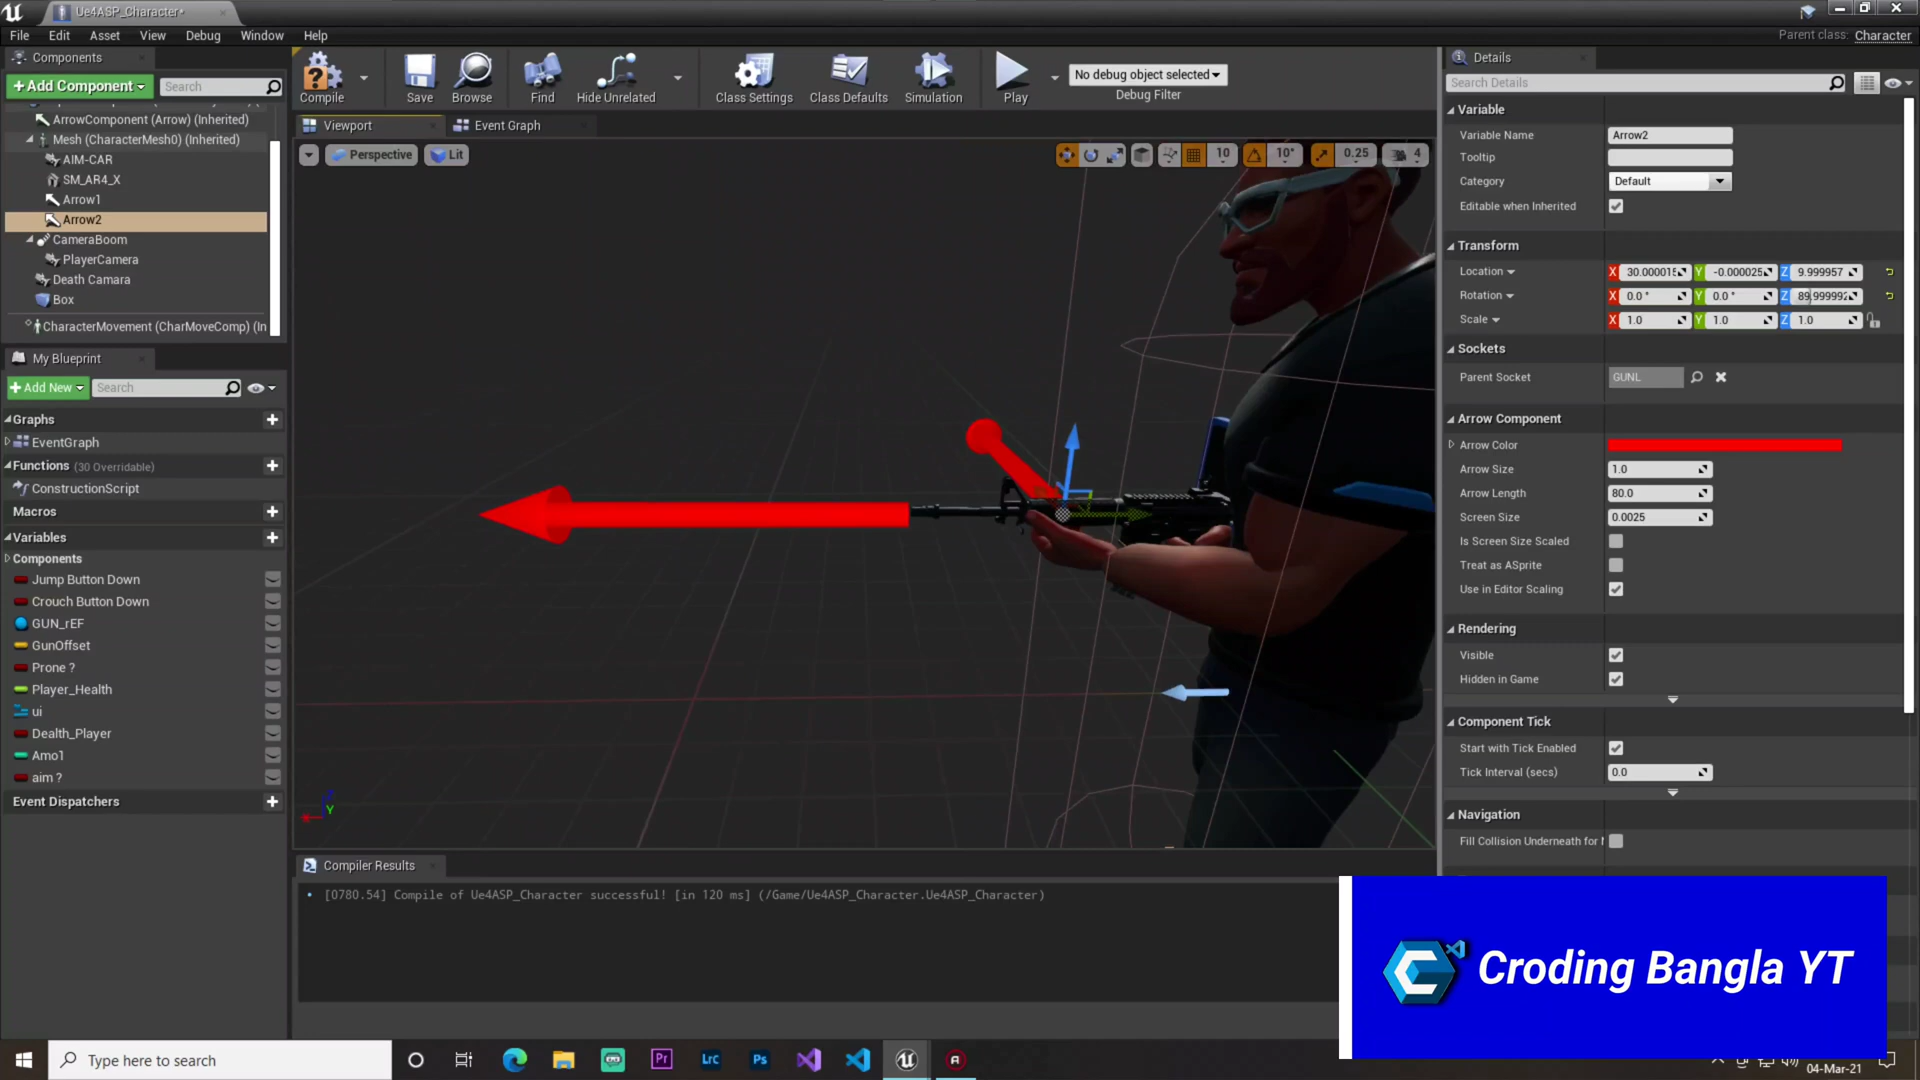 Ue4ASP_Character*
File Edit Asset View Debug Window Help
Parent class: Character
Components
+Add Component
Search
ArrowComponent (Arrow) (Inherited)
Mesh (CharacterMesh0) (Inherited)
AIM-CAR
SM_AR4_X
Arrow1
Arrow2
CameraBoom
PlayerCamera
Death Camara
Box
CharacterMovement (CharMoveComp) (In
My Blueprint
+Add New
Search
Graphs
EventGraph
Functions (30 Overridable)
ConstructionScript
Macros
Variables
Components
Jump Button Down
Crouch Button Down
GUN_rEF
GunOffset
Prone ?
Player_Health
ui
Dealth_Player
Amo1
aim ?
Event Dispatchers
Compile
Save
Browse
Find
Hide Unrelated
Class Settings
Class Defaults
Simulation
Play
No debug object selected
Debug Filter
Viewport
Event Graph
Perspective
Lit
10
10°
0.25
4
Y
Compiler Results
[0780.54] Compile of Ue4ASP_Character successful! [in 120 ms] (/Game/Ue4ASP_Character.Ue4ASP_Character)
Details
Search Details
Variable
Variable Name Arrow2
Tooltip
Category Default
Editable when Inherited
Transform
Location X 30.000015 Y -0.000025 Z 9.999957
Rotation X 0.0 ° Y 0.0 ° Z 89.999992
Scale X 1.0 Y 1.0 Z 1.0
Sockets
Parent Socket GUNL
Arrow Component
Arrow Color
Arrow Size 1.0
Arrow Length 80.0
Screen Size 0.0025
Is Screen Size Scaled
Treat as ASprite
Use in Editor Scaling
Rendering
Visible
Hidden in Game
Component Tick
Start with Tick Enabled
Tick Interval (secs) 0.0
Navigation
Fill Collision Underneath for
Croding Bangla YT
Type here to search
Pr
Lrc
Ps
04-Mar-21